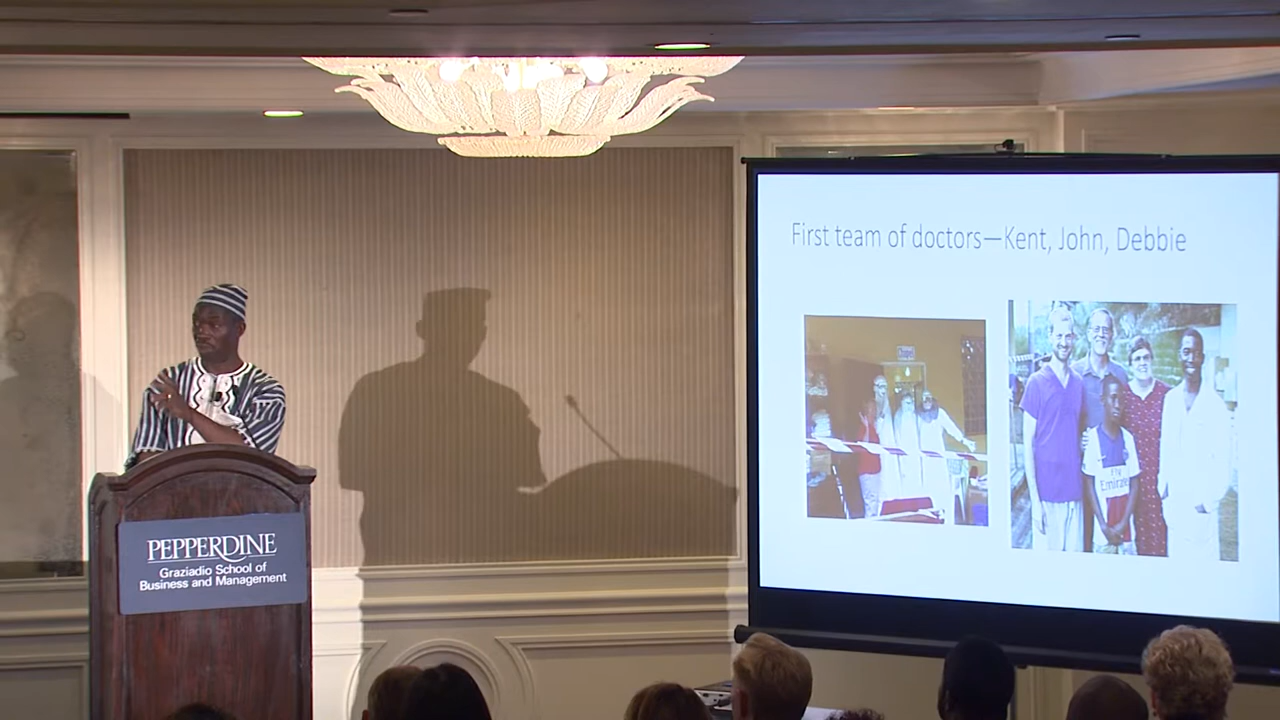 First team of doctors—Kent, John, Debbie
Fly
Emirates
PEPPERDINE
Graziadio School of
Business and Management